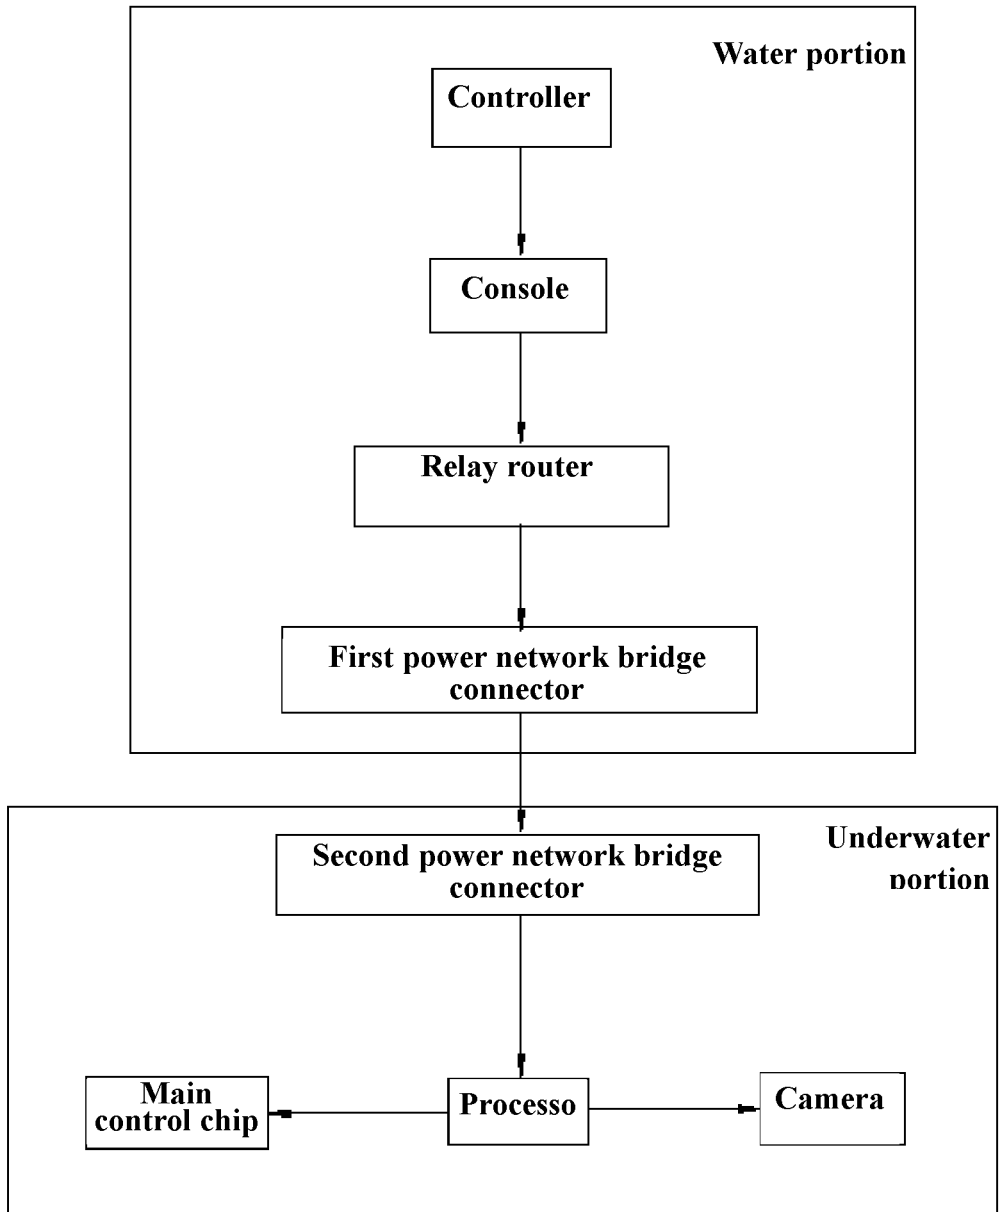 Water portion
Controller
Console
Relay router
First power network bridge
connector
Second power network bridge
connector
Underwater
portion
Main
control chip
Processo
Camera